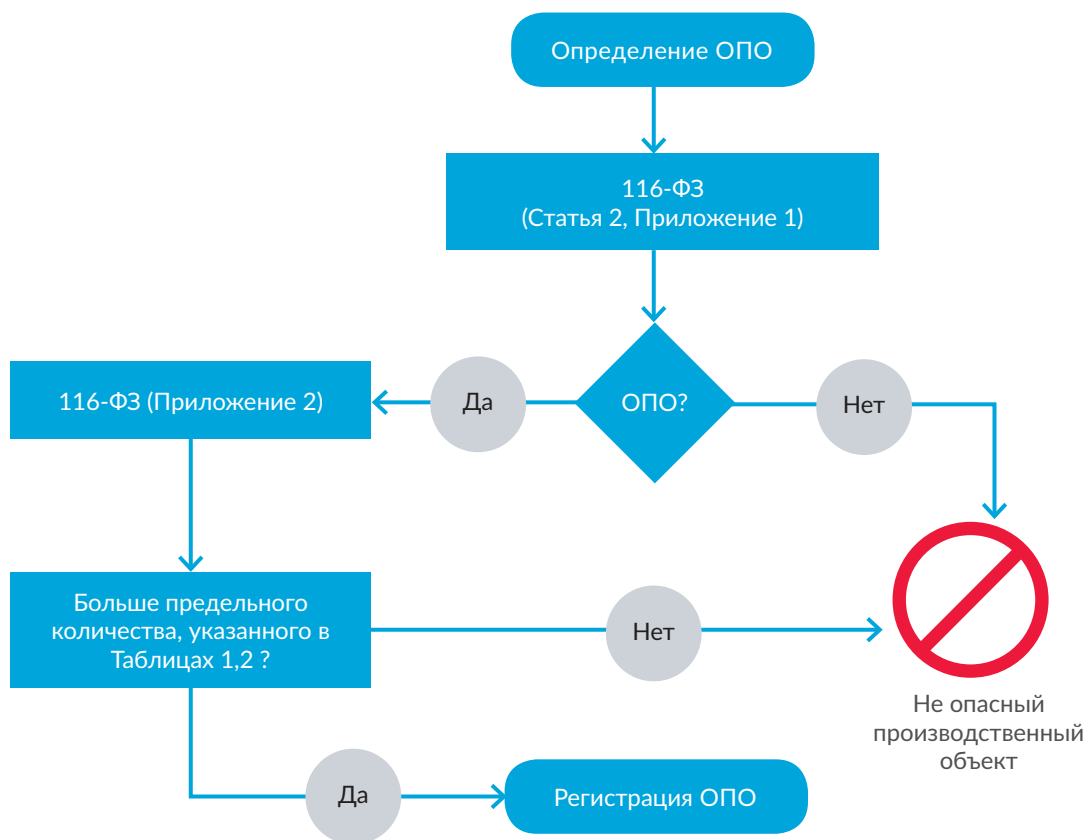 Определение ОПО
116-ФЗ
(Статья 2, Приложение 1)
ОПО?
Да
Нет
116-ФЗ (Приложение 2)
Больше предельного
количества, указанного в
Таблицах 1,2 ?
Нет
Не опасный
производственный
объект
Да
Регистрация ОПО